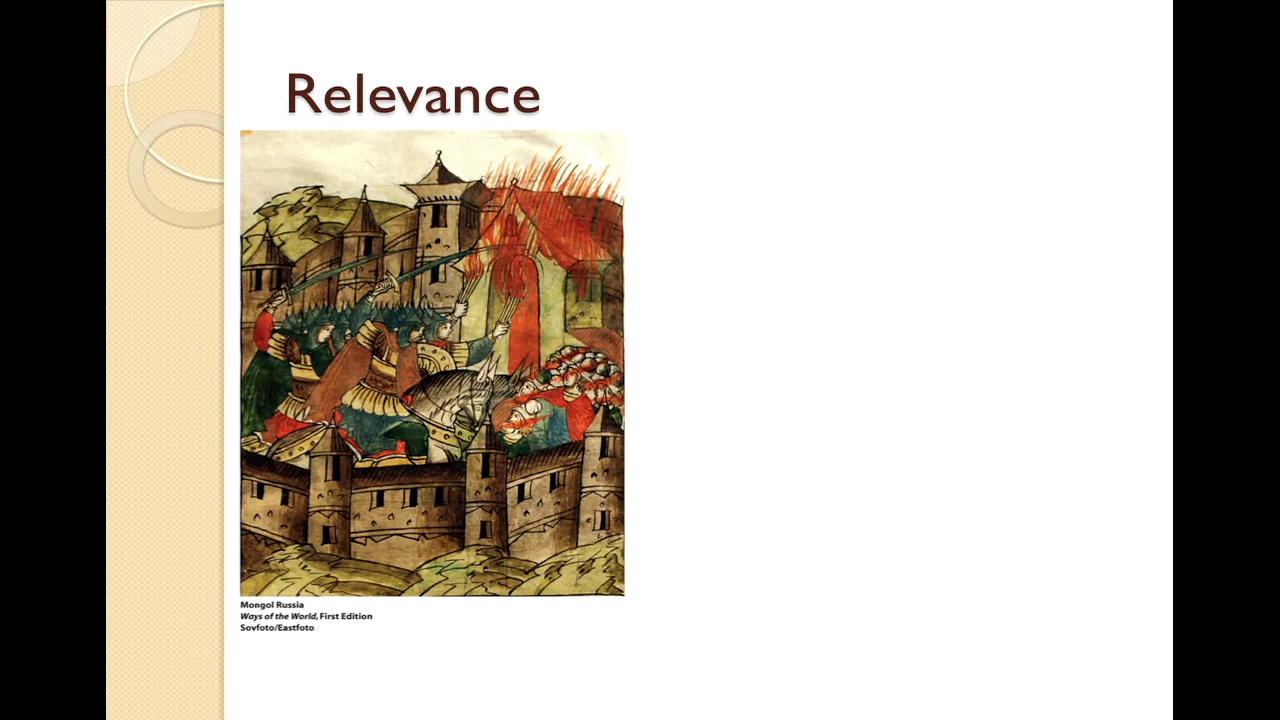 Relevance
Mongol Russia
Ways of the World, First Edition
Sovfoto/Eastfoto